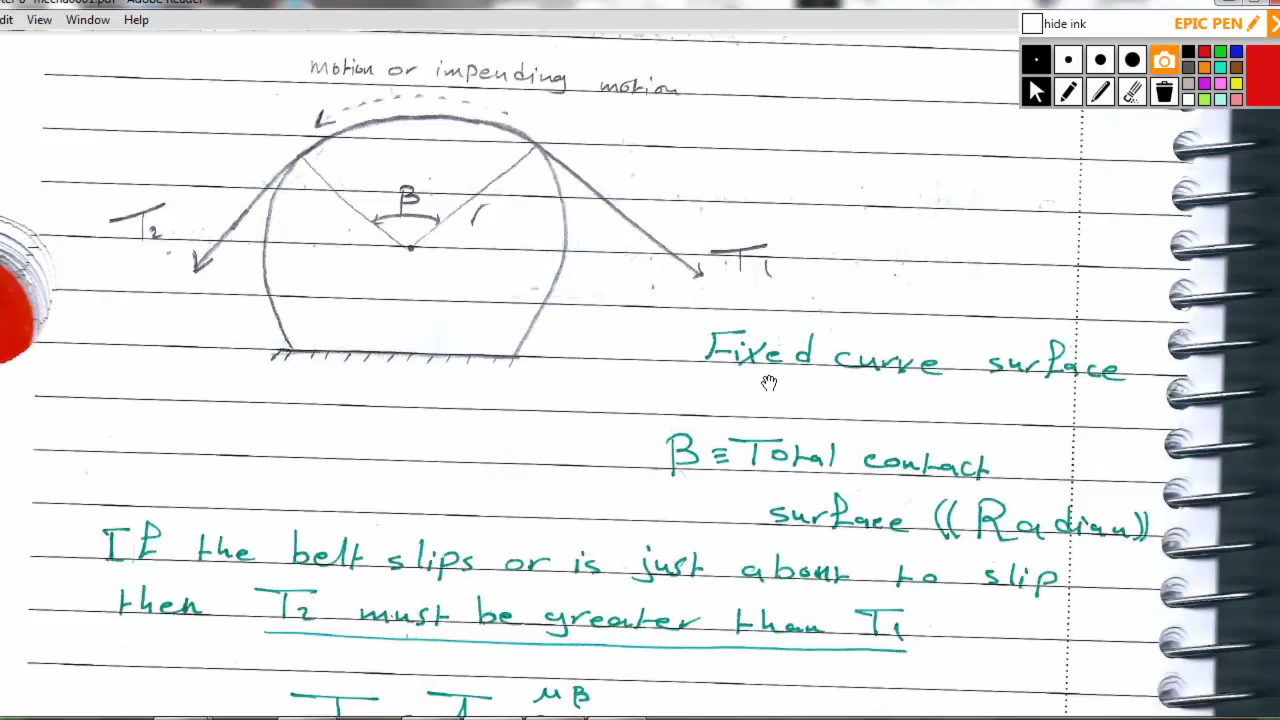 dit View Window Help
hide ink
EPIC PEN
motion or impending motion
β
r
T₂
T₁
Fixed curve surface
β ≡ Total contact
surface ((Radian))
If the belt slips or is just about to slip
then T₂ must be greater than T₁
μβ